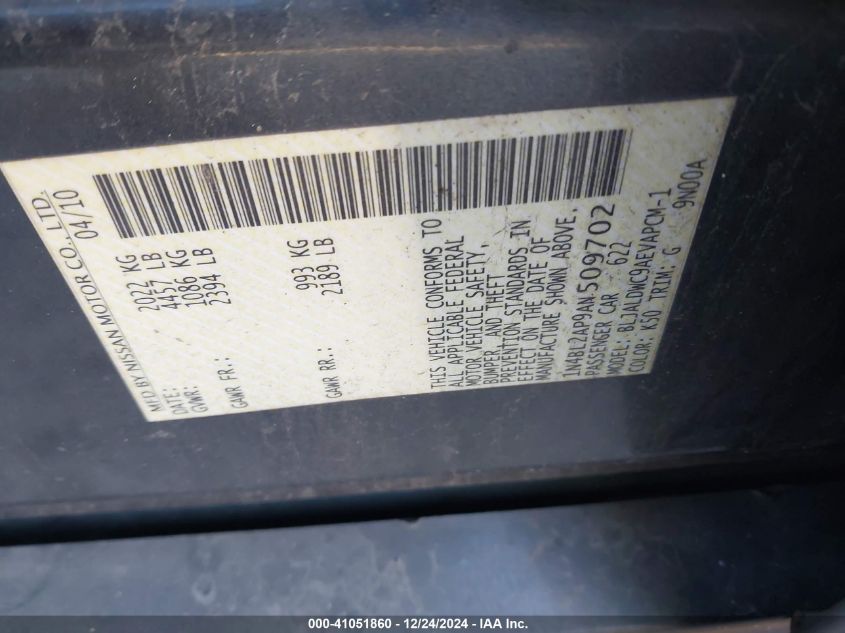 MFD BY NISSAN MOTOR CO., LTD.
DATE: 04/10
GVWR: 2022 KG
4457 LB
GAWR FR.: 1086 KG
2394 LB
GAWR RR.: 993 KG
2189 LB
THIS VEHICLE CONFORMS TO
ALL APPLICABLE FEDERAL
MOTOR VEHICLE SAFETY,
BUMPER, AND THEFT
PREVENTION STANDARDS IN
EFFECT ON THE DATE OF
MANUFACTURE SHOWN ABOVE.
1N4BL2AP9AN509702
PASSENGER CAR 622
MODEL: BLJALDWC9AEVAPCM-1
COLOR: K50 TRIM: G 9N00A
000-41051860 - 12/24/2024 - IAA Inc.